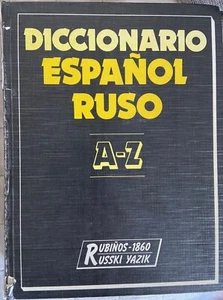 DICCIONARIO
ESPAÑOL
RUSO
A-Z
RUBIÑOS-1860
RUSSKI YAZIK